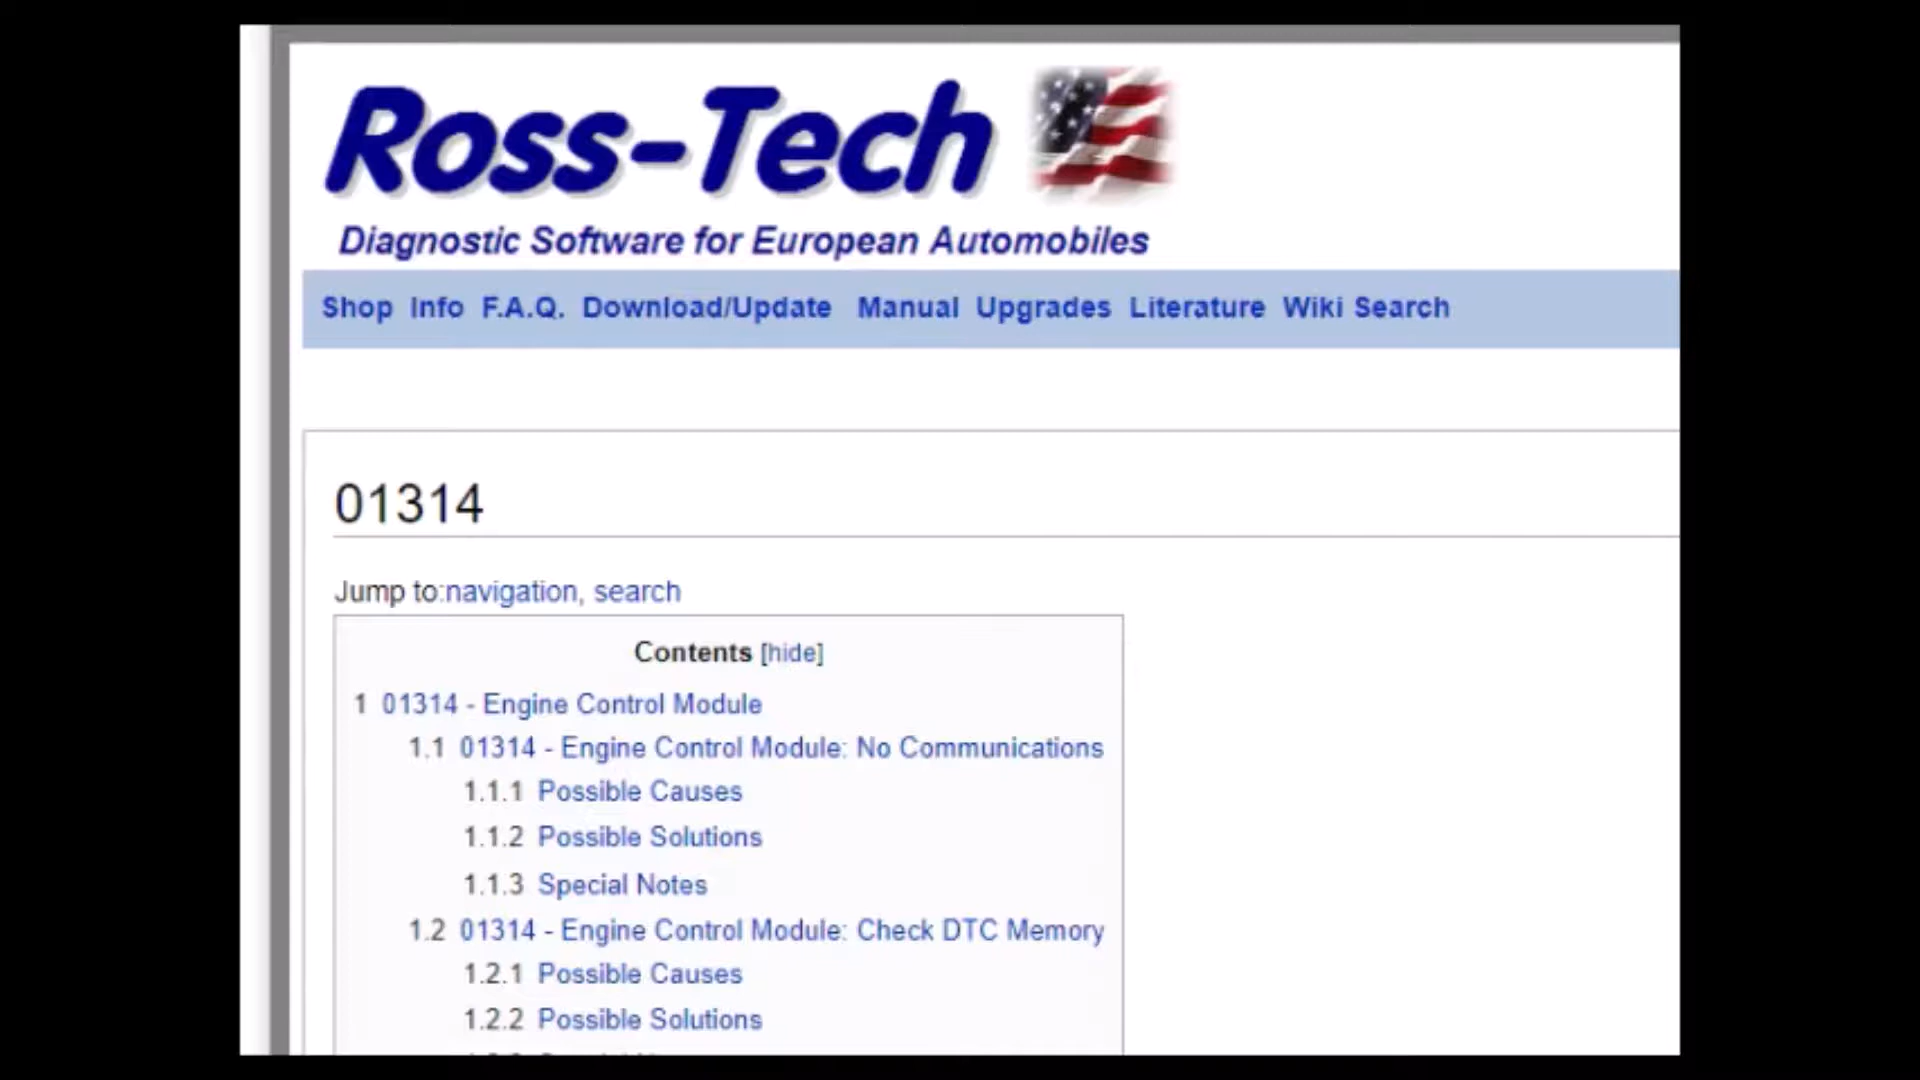 Ross-Tech
Diagnostic Software for European Automobiles
Shop Info F.A.Q. Download/Update Manual Upgrades Literature Wiki Search
01314
Jump to:navigation, search
Contents [hide]
1 01314 - Engine Control Module
1.1 01314 - Engine Control Module: No Communications
1.1.1 Possible Causes
1.1.2 Possible Solutions
1.1.3 Special Notes
1.2 01314 - Engine Control Module: Check DTC Memory
1.2.1 Possible Causes
1.2.2 Possible Solutions